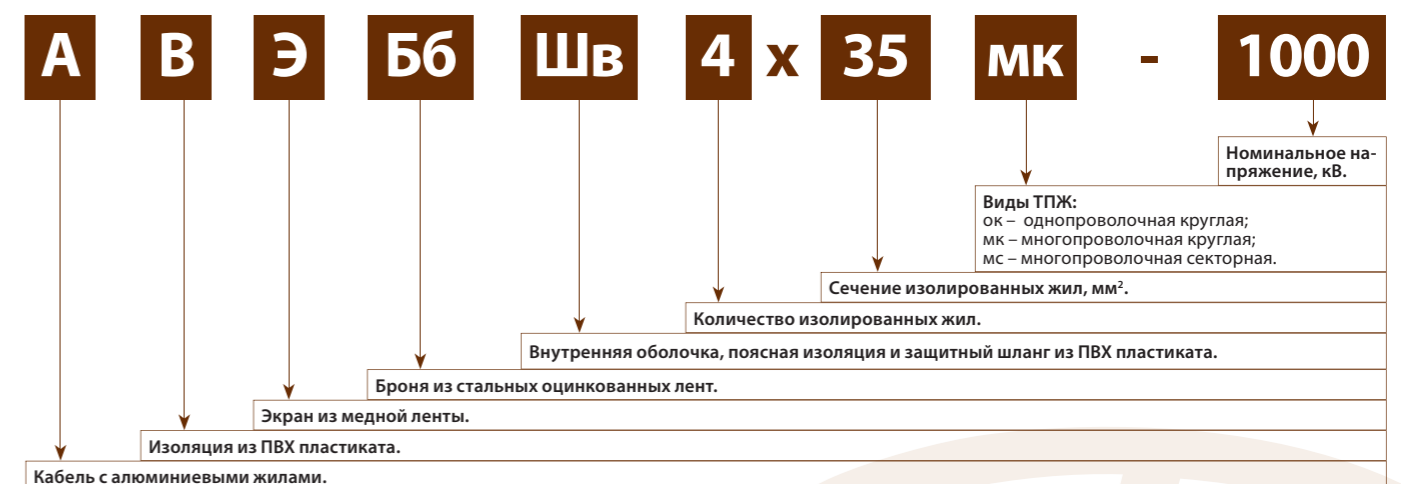 А В Э Бб Шв 4 х 35 мк - 1000
Номинальное на-
пряжение, кВ.
Виды ТПЖ:
ок – однопроволочная круглая;
мк – многопроволочная круглая;
мс – многопроволочная секторная.
Сечение изолированных жил, мм².
Количество изолированных жил.
Внутренняя оболочка, поясная изоляция и защитный шланг из ПВХ пластиката.
Броня из стальных оцинкованных лент.
Экран из медной ленты.
Изоляция из ПВХ пластиката.
Кабель с алюминиевыми жилами.